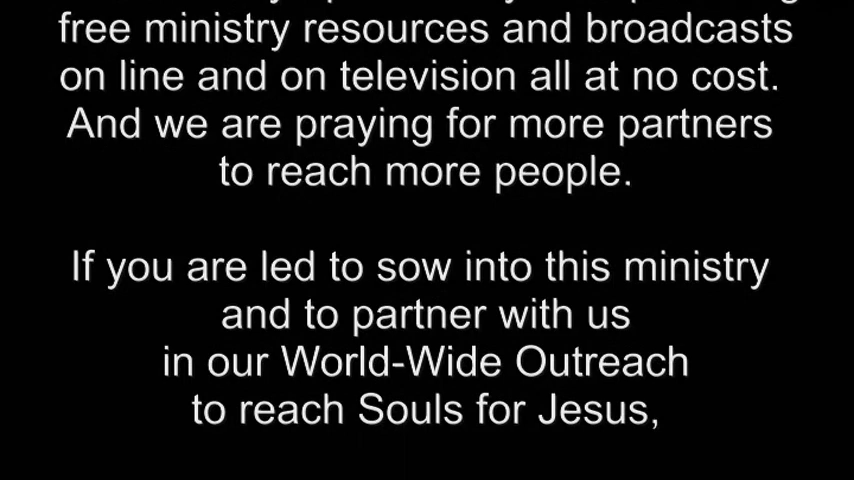 free ministry resources and broadcasts
on line and on television all at no cost.
And we are praying for more partners
to reach more people.
If you are led to sow into this ministry
and to partner with us
in our World-Wide Outreach
to reach Souls for Jesus,